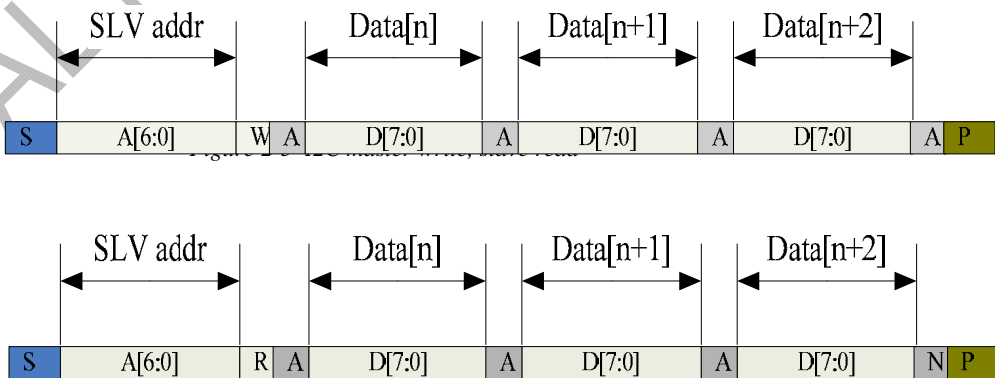 SLV addr Data[n] Data[n+1] Data[n+2]
S A[6:0] W A D[7:0] A D[7:0] A D[7:0] A P
SLV addr Data[n] Data[n+1] Data[n+2]
S A[6:0] R A D[7:0] A D[7:0] A D[7:0] N P